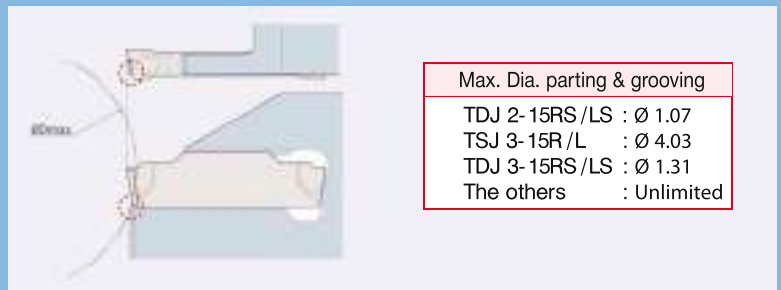 ØDmax
Max. Dia. parting & grooving
TDJ 2-15RS/LS : Ø 1.07
TSJ 3-15R/L : Ø 4.03
TDJ 3-15RS/LS : Ø 1.31
The others : Unlimited